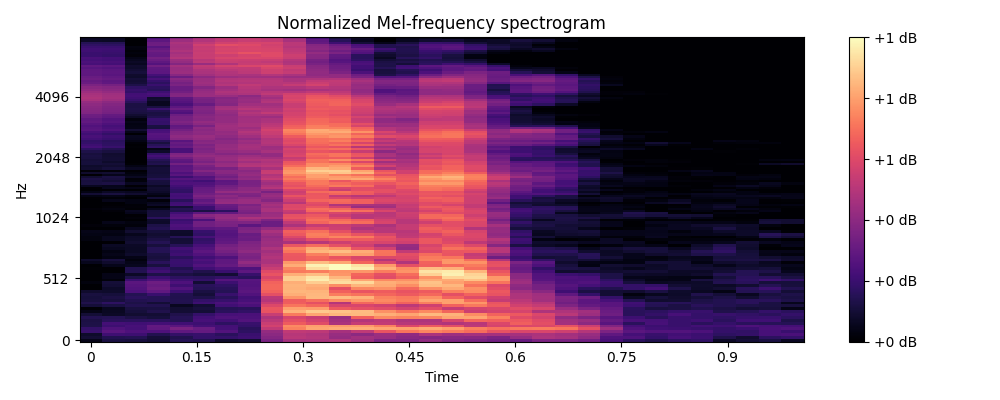 Normalized Mel-frequency spectrogram
Hz
4096
2048
1024
512
0
0 0.15 0.3 0.45 0.6 0.75 0.9
Time
+1 dB
+1 dB
+1 dB
+0 dB
+0 dB
+0 dB